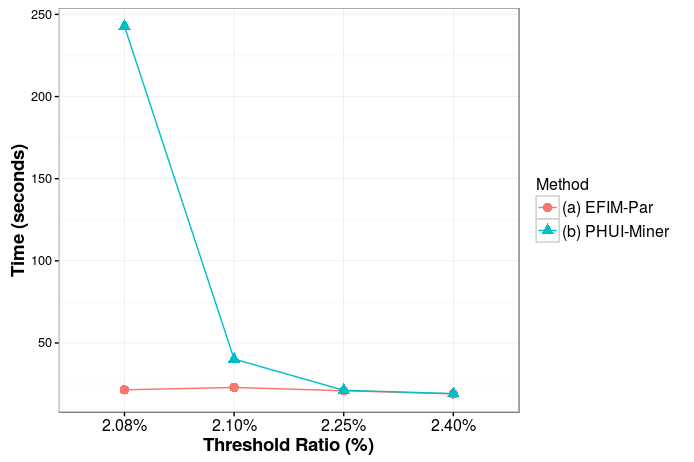 250
200
150
100
50
Time (seconds)
2.08%
2.10%
2.25%
2.40%
Threshold Ratio (%)
Method
(a) EFIM-Par
(b) PHUI-Miner